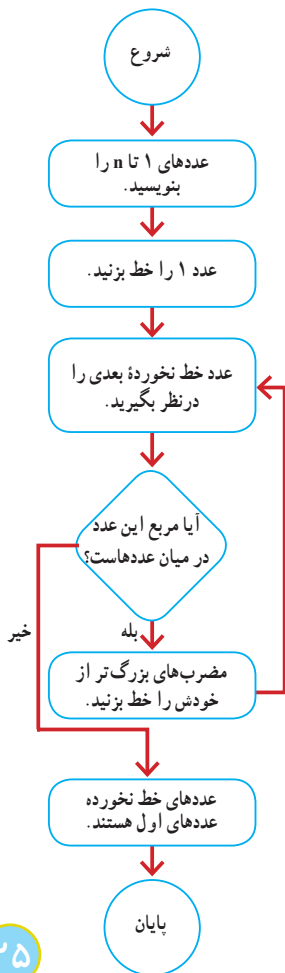 شروع
عددهای ۱ تا n را
بنویسید.
عدد ۱ را خط بزنید.
عدد خط نخوردهٔ بعدی را
درنظر بگیرید.
آیا مربع این عدد
در میان عددهاست؟
خیر
بله
مضرب‌های بزرگ‌تر از
خودش را خط بزنید.
عددهای خط نخورده
عددهای اول هستند.
پایان